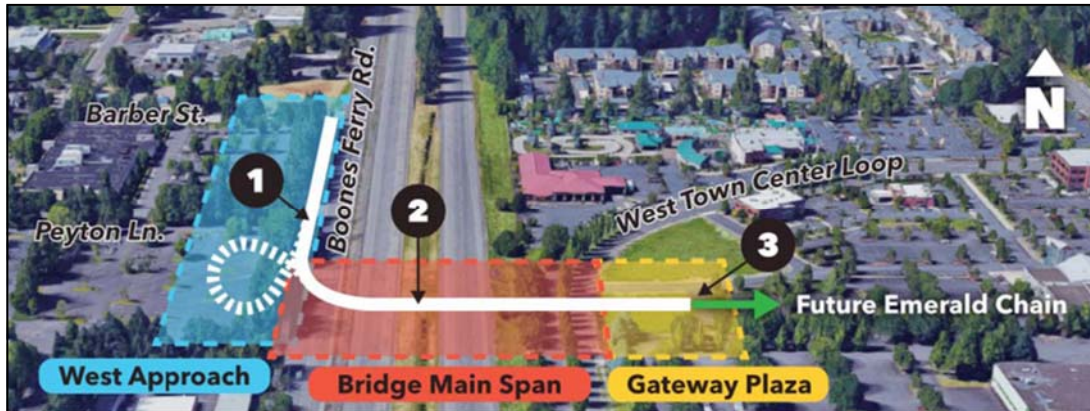 Barber St.
Boones Ferry Rd.
N
1
2
West Town Center Loop
Peyton Ln.
3
Future Emerald Chain
West Approach
Bridge Main Span
Gateway Plaza